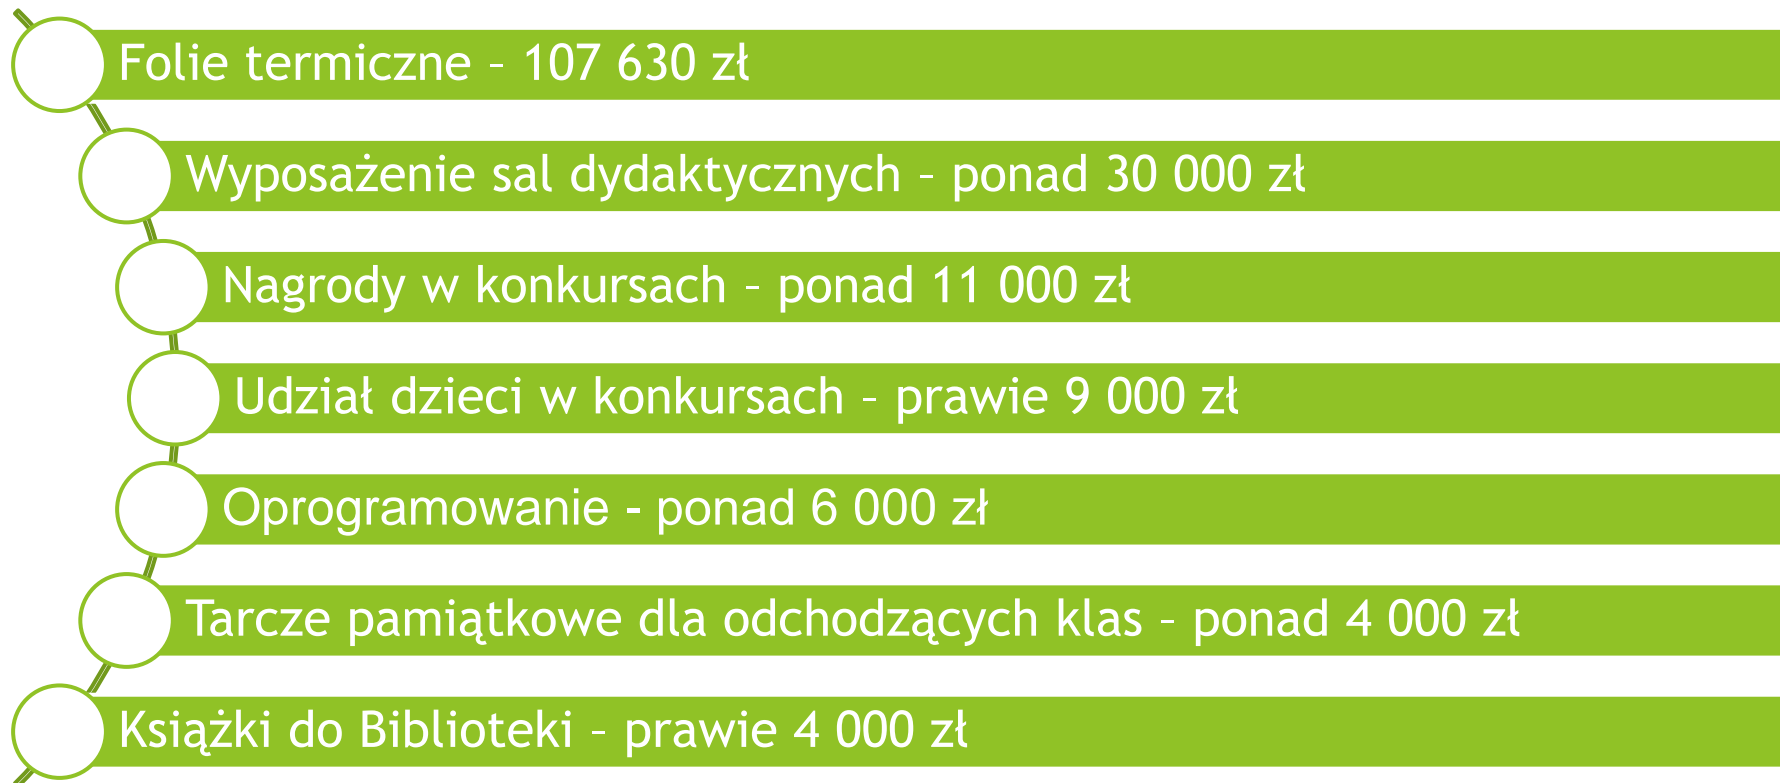 Folie termiczne – 107 630 zł
Wyposażenie sal dydaktycznych – ponad 30 000 zł
Nagrody w konkursach – ponad 11 000 zł
Udział dzieci w konkursach – prawie 9 000 zł
Oprogramowanie - ponad 6 000 zł
Tarcze pamiątkowe dla odchodzących klas – ponad 4 000 zł
Książki do Biblioteki – prawie 4 000 zł